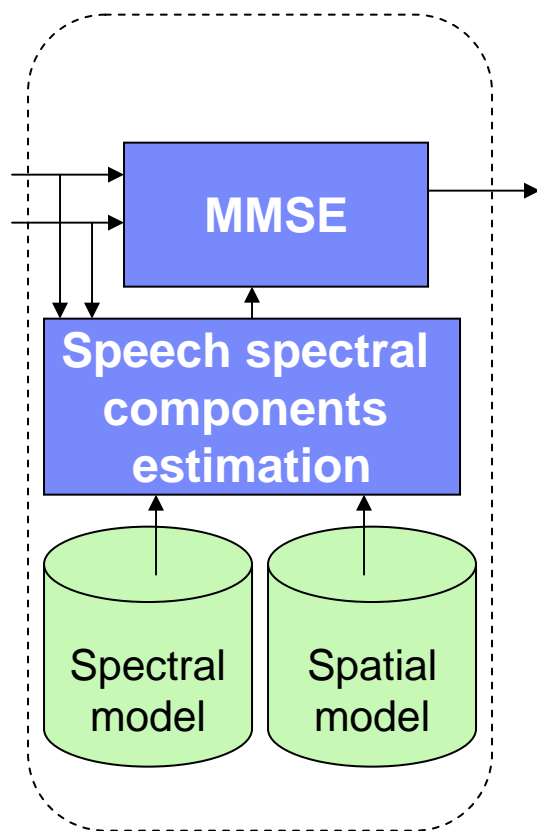 MMSE
Speech spectral
components
estimation
Spectral
model
Spatial
model